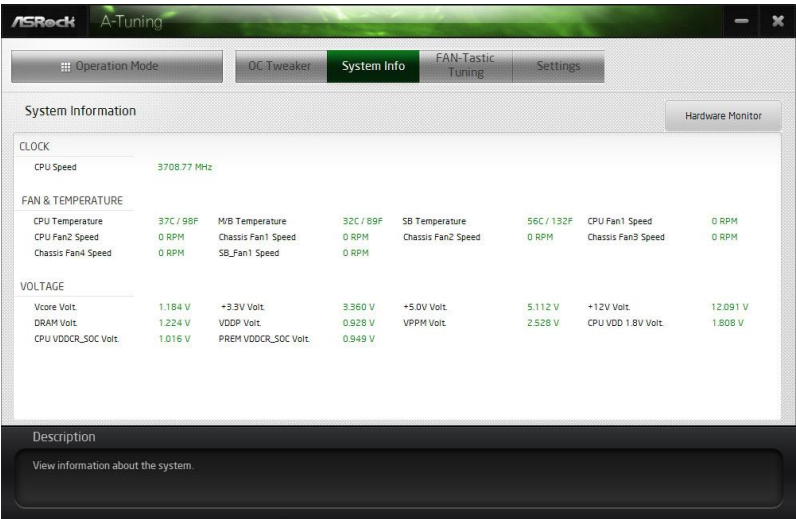 ASRock A-Tuning
Operation Mode OC Tweaker System Info FAN-Tastic Tuning Settings
System Information Hardware Monitor
CLOCK
CPU Speed 3708.77 MHz
FAN & TEMPERATURE
CPU Temperature 37C / 98F M/B Temperature 32C / 89F SB Temperature 56C / 132F CPU Fan1 Speed 0 RPM
CPU Fan2 Speed 0 RPM Chassis Fan1 Speed 0 RPM Chassis Fan2 Speed 0 RPM Chassis Fan3 Speed 0 RPM
Chassis Fan4 Speed 0 RPM SB_Fan1 Speed 0 RPM
VOLTAGE
Vcore Volt. 1.184 V +3.3V Volt. 3.360 V +5.0V Volt. 5.112 V +12V Volt. 12.091 V
DRAM Volt. 1.224 V VDDP Volt. 0.928 V VPPM Volt. 2.528 V CPU VDD 1.8V Volt. 1.808 V
CPU VDDCR_SOC Volt. 1.016 V PREM VDDCR_SOC Volt. 0.949 V
Description
View information about the system.